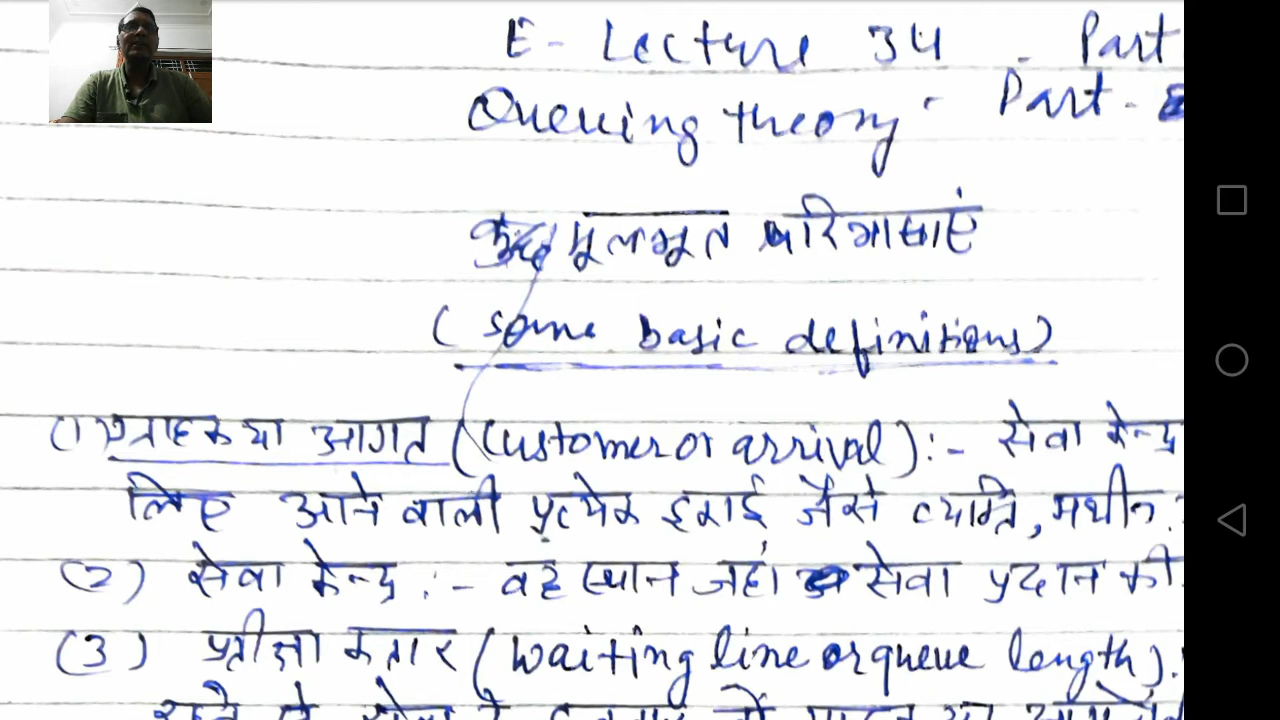 E- Lecture 34 - Part
Queuing theory - Part -
कुछ मूलभूत परिभाषाएं
(some basic definitions)
(1) ग्राहक या आगत (Customer or arrival) :- सेवा केन्द्र
लिए आने वाली प्रत्येक इकाई जैसे व्यक्ति, मशीन
(2) सेवा केन्द्र :- वह स्थान जहां सेवा प्रदान की
(3) प्रतीक्षा कतार (Waiting line or queue length).